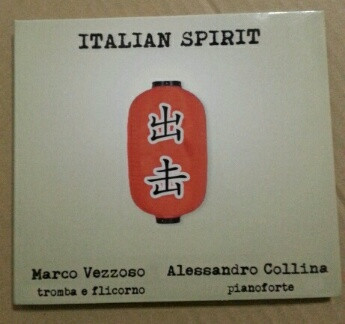 ITALIAN SPIRIT
出
击
Marco Vezzoso
tromba e flicorno
Alessandro Collina
pianoforte